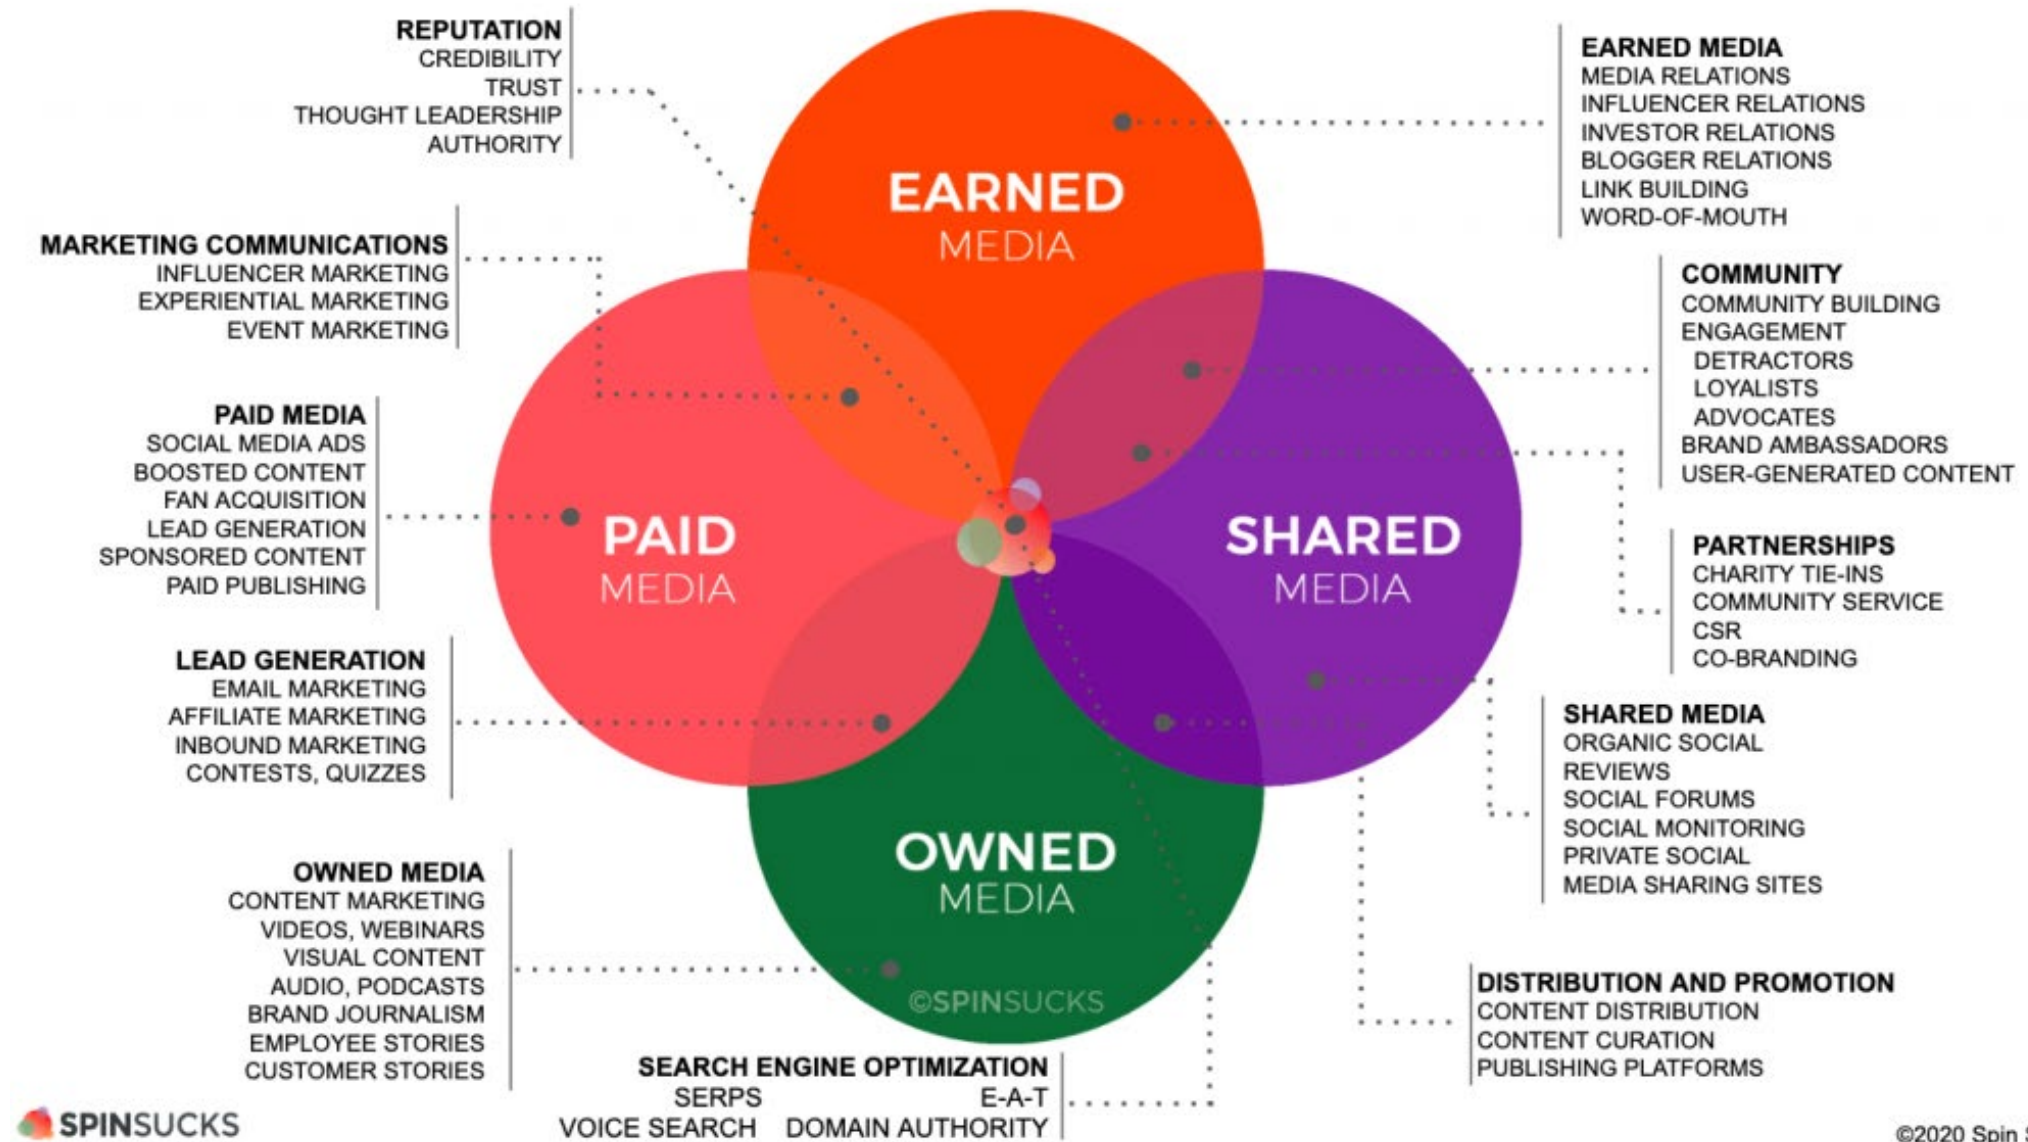 REPUTATION
CREDIBILITY
TRUST
THOUGHT LEADERSHIP
AUTHORITY
MARKETING COMMUNICATIONS
INFLUENCER MARKETING
EXPERIENTIAL MARKETING
EVENT MARKETING
PAID MEDIA
SOCIAL MEDIA ADS
BOOSTED CONTENT
FAN ACQUISITION
LEAD GENERATION
SPONSORED CONTENT
PAID PUBLISHING
LEAD GENERATION
EMAIL MARKETING
AFFILIATE MARKETING
INBOUND MARKETING
CONTESTS, QUIZZES
OWNED MEDIA
CONTENT MARKETING
VIDEOS, WEBINARS
VISUAL CONTENT
AUDIO, PODCASTS
BRAND JOURNALISM
EMPLOYEE STORIES
CUSTOMER STORIES
EARNED
MEDIA
PAID
MEDIA
SHARED
MEDIA
OWNED
MEDIA
©SPINSUCKS
SEARCH ENGINE OPTIMIZATION
SERPS E-A-T
VOICE SEARCH DOMAIN AUTHORITY
EARNED MEDIA
MEDIA RELATIONS
INFLUENCER RELATIONS
INVESTOR RELATIONS
BLOGGER RELATIONS
LINK BUILDING
WORD-OF-MOUTH
COMMUNITY
COMMUNITY BUILDING
ENGAGEMENT
DETRACTORS
LOYALISTS
ADVOCATES
BRAND AMBASSADORS
USER-GENERATED CONTENT
PARTNERSHIPS
CHARITY TIE-INS
COMMUNITY SERVICE
CSR
CO-BRANDING
SHARED MEDIA
ORGANIC SOCIAL
REVIEWS
SOCIAL FORUMS
SOCIAL MONITORING
PRIVATE SOCIAL
MEDIA SHARING SITES
DISTRIBUTION AND PROMOTION
CONTENT DISTRIBUTION
CONTENT CURATION
PUBLISHING PLATFORMS
SPINSUCKS
©2020 Spin